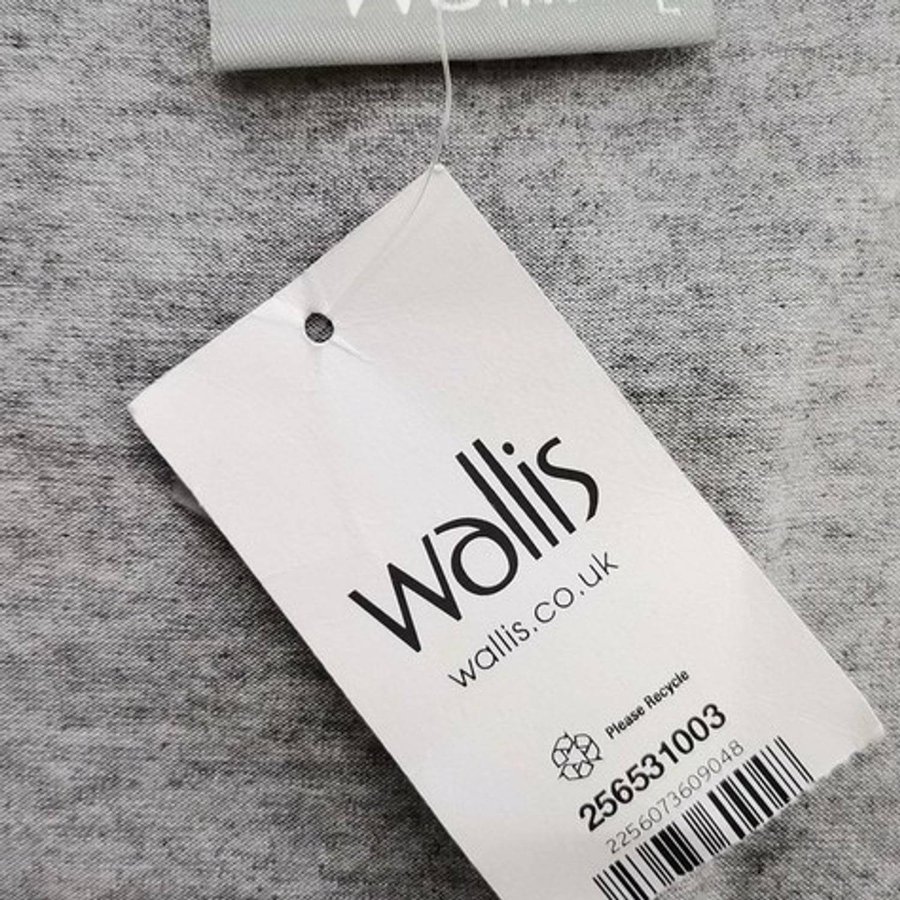 L
wallis
wallis.co.uk
Please Recycle
256531003
2256073609048